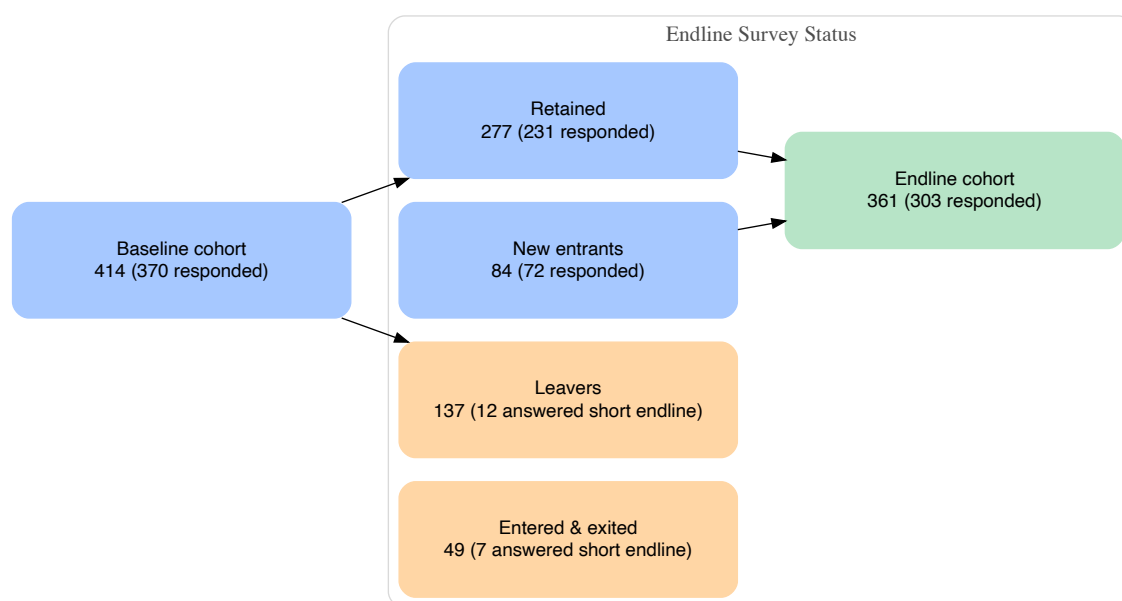 Endline Survey Status
Retained
277 (231 responded)
Endline cohort
361 (303 responded)
Baseline cohort
414 (370 responded)
New entrants
84 (72 responded)
Leavers
137 (12 answered short endline)
Entered & exited
49 (7 answered short endline)